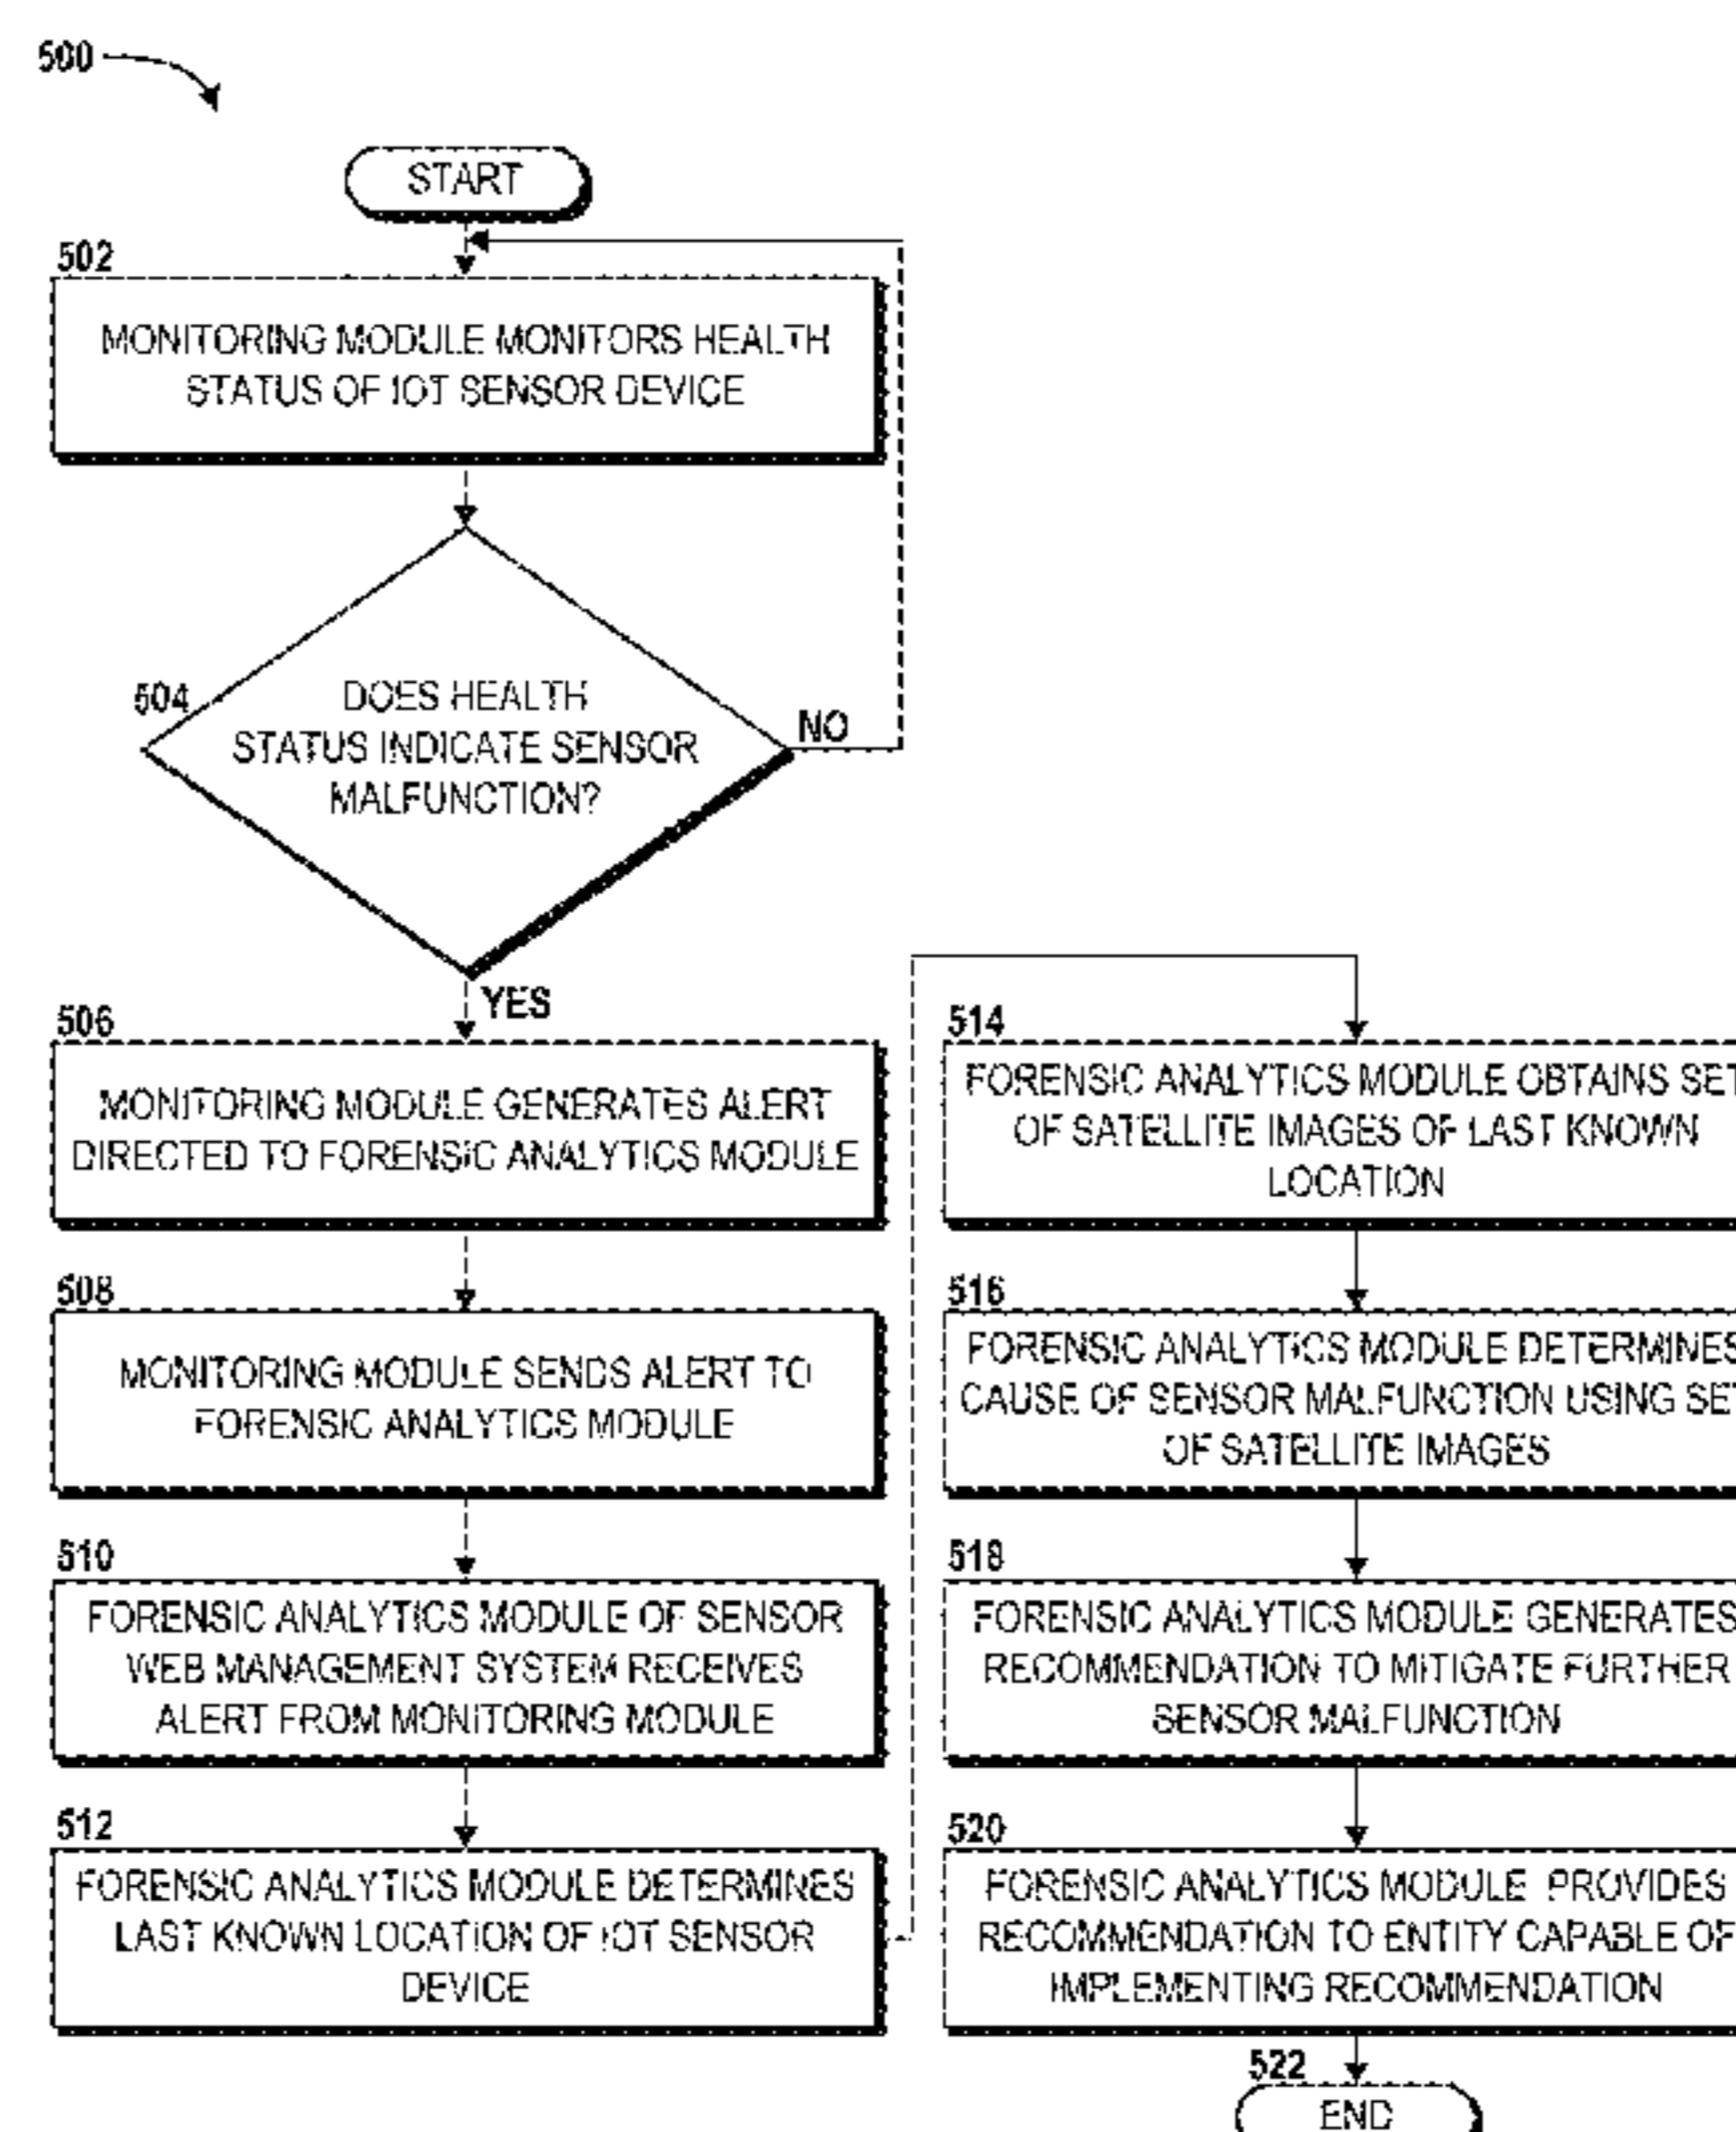 500
START
502
MONITORING MODULE MONITORS HEALTH
STATUS OF IOT SENSOR DEVICE
504
DOES HEALTH
STATUS INDICATE SENSOR
MALFUNCTION?
NO
YES
506
MONITORING MODULE GENERATES ALERT
DIRECTED TO FORENSIC ANALYTICS MODULE
508
MONITORING MODULE SENDS ALERT TO
FORENSIC ANALYTICS MODULE
510
FORENSIC ANALYTICS MODULE OF SENSOR
WEB MANAGEMENT SYSTEM RECEIVES
ALERT FROM MONITORING MODULE
512
FORENSIC ANALYTICS MODULE DETERMINES
LAST KNOWN LOCATION OF IOT SENSOR
DEVICE
514
FORENSIC ANALYTICS MODULE OBTAINS SET
OF SATELLITE IMAGES OF LAST KNOWN
LOCATION
516
FORENSIC ANALYTICS MODULE DETERMINES
CAUSE OF SENSOR MALFUNCTION USING SET
OF SATELLITE IMAGES
518
FORENSIC ANALYTICS MODULE GENERATES
RECOMMENDATION TO MITIGATE FURTHER
SENSOR MALFUNCTION
520
FORENSIC ANALYTICS MODULE PROVIDES
RECOMMENDATION TO ENTITY CAPABLE OF
IMPLEMENTING RECOMMENDATION
522
END